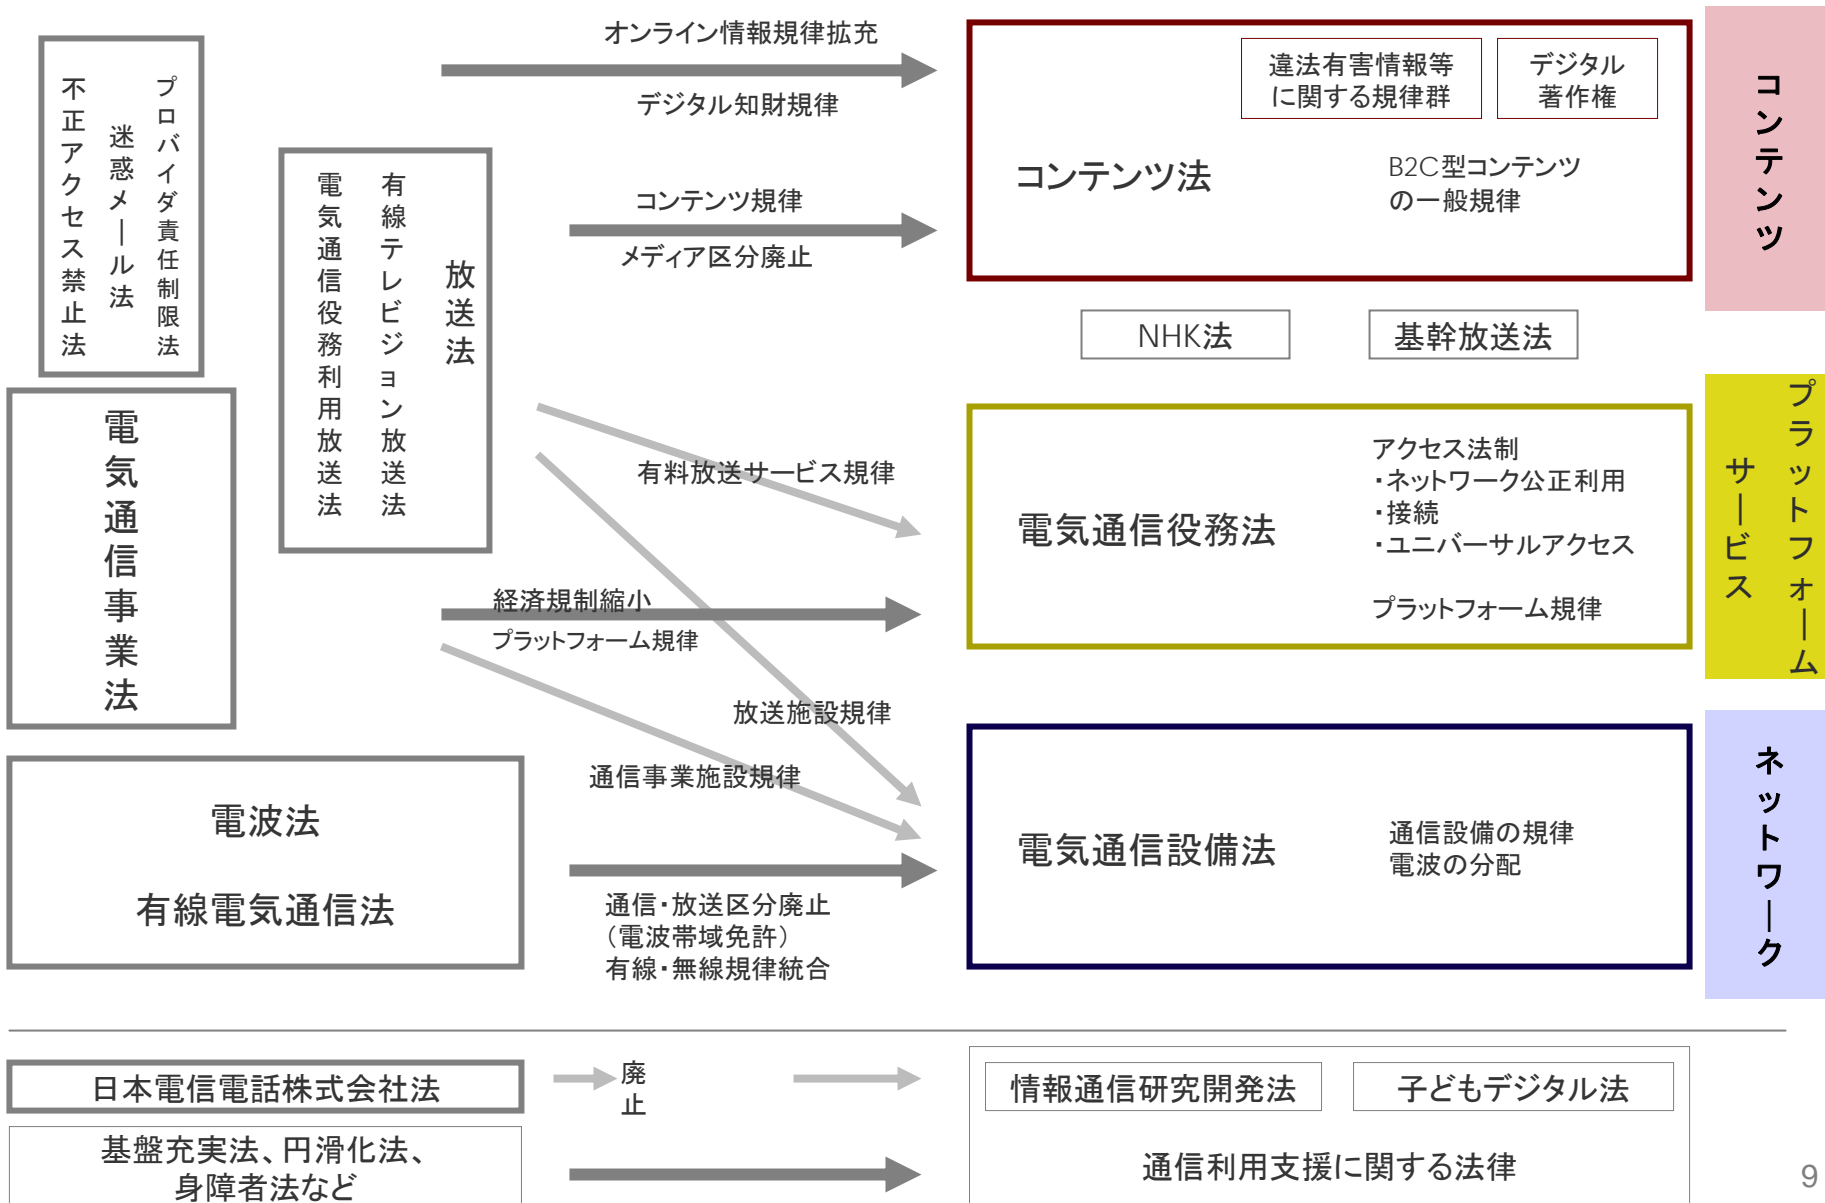 オンライン情報規律拡充
デジタル知財規律
プロバイダ責任制限法
迷惑メール法
不正アクセス禁止法
放送法
有線テレビジョン放送法
電気通信役務利用放送法
コンテンツ規律
メディア区分廃止
違法有害情報等
に関する規律群
デジタル
著作権
コンテンツ法
B2C型コンテンツ
の一般規律
コンテンツ
NHK法
基幹放送法
電気通信事業法
有料放送サービス規律
経済規制縮小
プラットフォーム規律
電気通信役務法
アクセス法制
・ネットワーク公正利用
・接続
・ユニバーサルアクセス
プラットフォーム規律
プラットフォーム
サービス
放送施設規律
通信事業施設規律
電波法
有線電気通信法
通信・放送区分廃止
（電波帯域免許）
有線・無線規律統合
電気通信設備法
通信設備の規律
電波の分配
ネットワーク
日本電信電話株式会社法
廃
止
情報通信研究開発法
子どもデジタル法
基盤充実法、円滑化法、
身障者法など
通信利用支援に関する法律
9